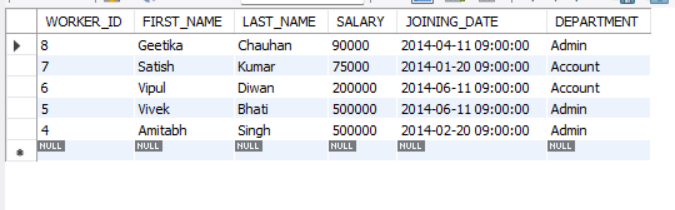 WORKER_ID FIRST_NAME LAST_NAME SALARY JOINING_DATE DEPARTMENT
8 Geetika Chauhan 90000 2014-04-11 09:00:00 Admin
7 Satish Kumar 75000 2014-01-20 09:00:00 Account
6 Vipul Diwan 200000 2014-06-11 09:00:00 Account
5 Vivek Bhati 500000 2014-06-11 09:00:00 Admin
4 Amitabh Singh 500000 2014-02-20 09:00:00 Admin
NULL NULL NULL NULL NULL NULL